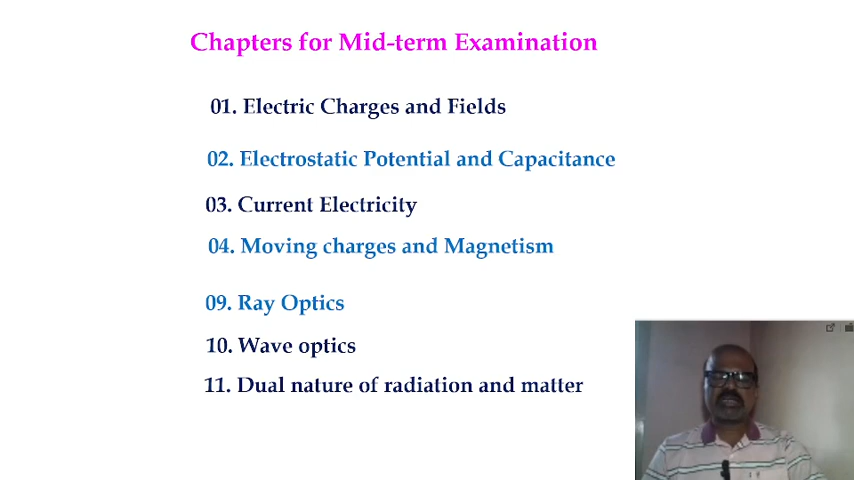 Chapters for Mid-term Examination
01. Electric Charges and Fields
02. Electrostatic Potential and Capacitance
03. Current Electricity
04. Moving charges and Magnetism
09. Ray Optics
10. Wave optics
11. Dual nature of radiation and matter